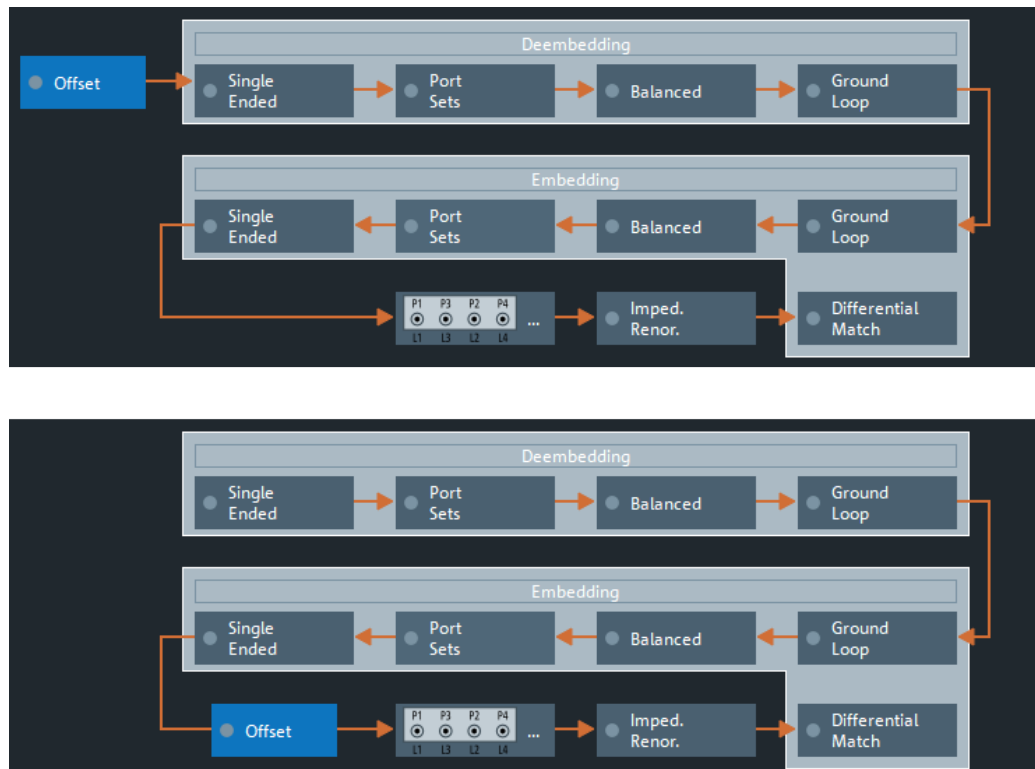 Deembedding
Offset
Single
Ended
Port
Sets
Balanced
Ground
Loop
Embedding
Single
Ended
Port
Sets
Balanced
Ground
Loop
P1 P3 P2 P4
...
L1 L3 L2 L4
Imped.
Renor.
Differential
Match
Deembedding
Single
Ended
Port
Sets
Balanced
Ground
Loop
Embedding
Single
Ended
Port
Sets
Balanced
Ground
Loop
Offset
P1 P3 P2 P4
...
L1 L3 L2 L4
Imped.
Renor.
Differential
Match